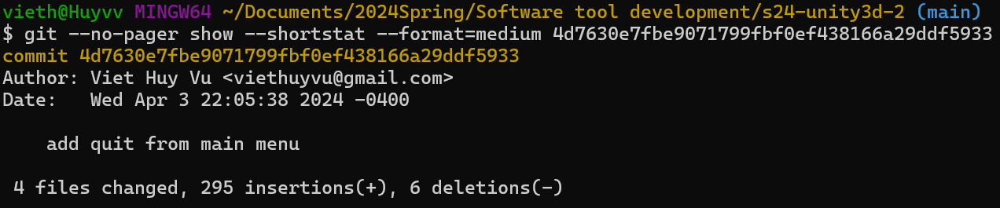 vieth@Huyvv MINGW64 ~/Documents/2024Spring/Software tool development/s24-unity3d-2 (main)
$ git --no-pager show --shortstat --format=medium 4d7630e7fbe9071799fbf0ef438166a29ddf5933
commit 4d7630e7fbe9071799fbf0ef438166a29ddf5933
Author: Viet Huy Vu <viethuyvu@gmail.com>
Date:   Wed Apr 3 22:05:38 2024 -0400
    add quit from main menu
 4 files changed, 295 insertions(+), 6 deletions(-)